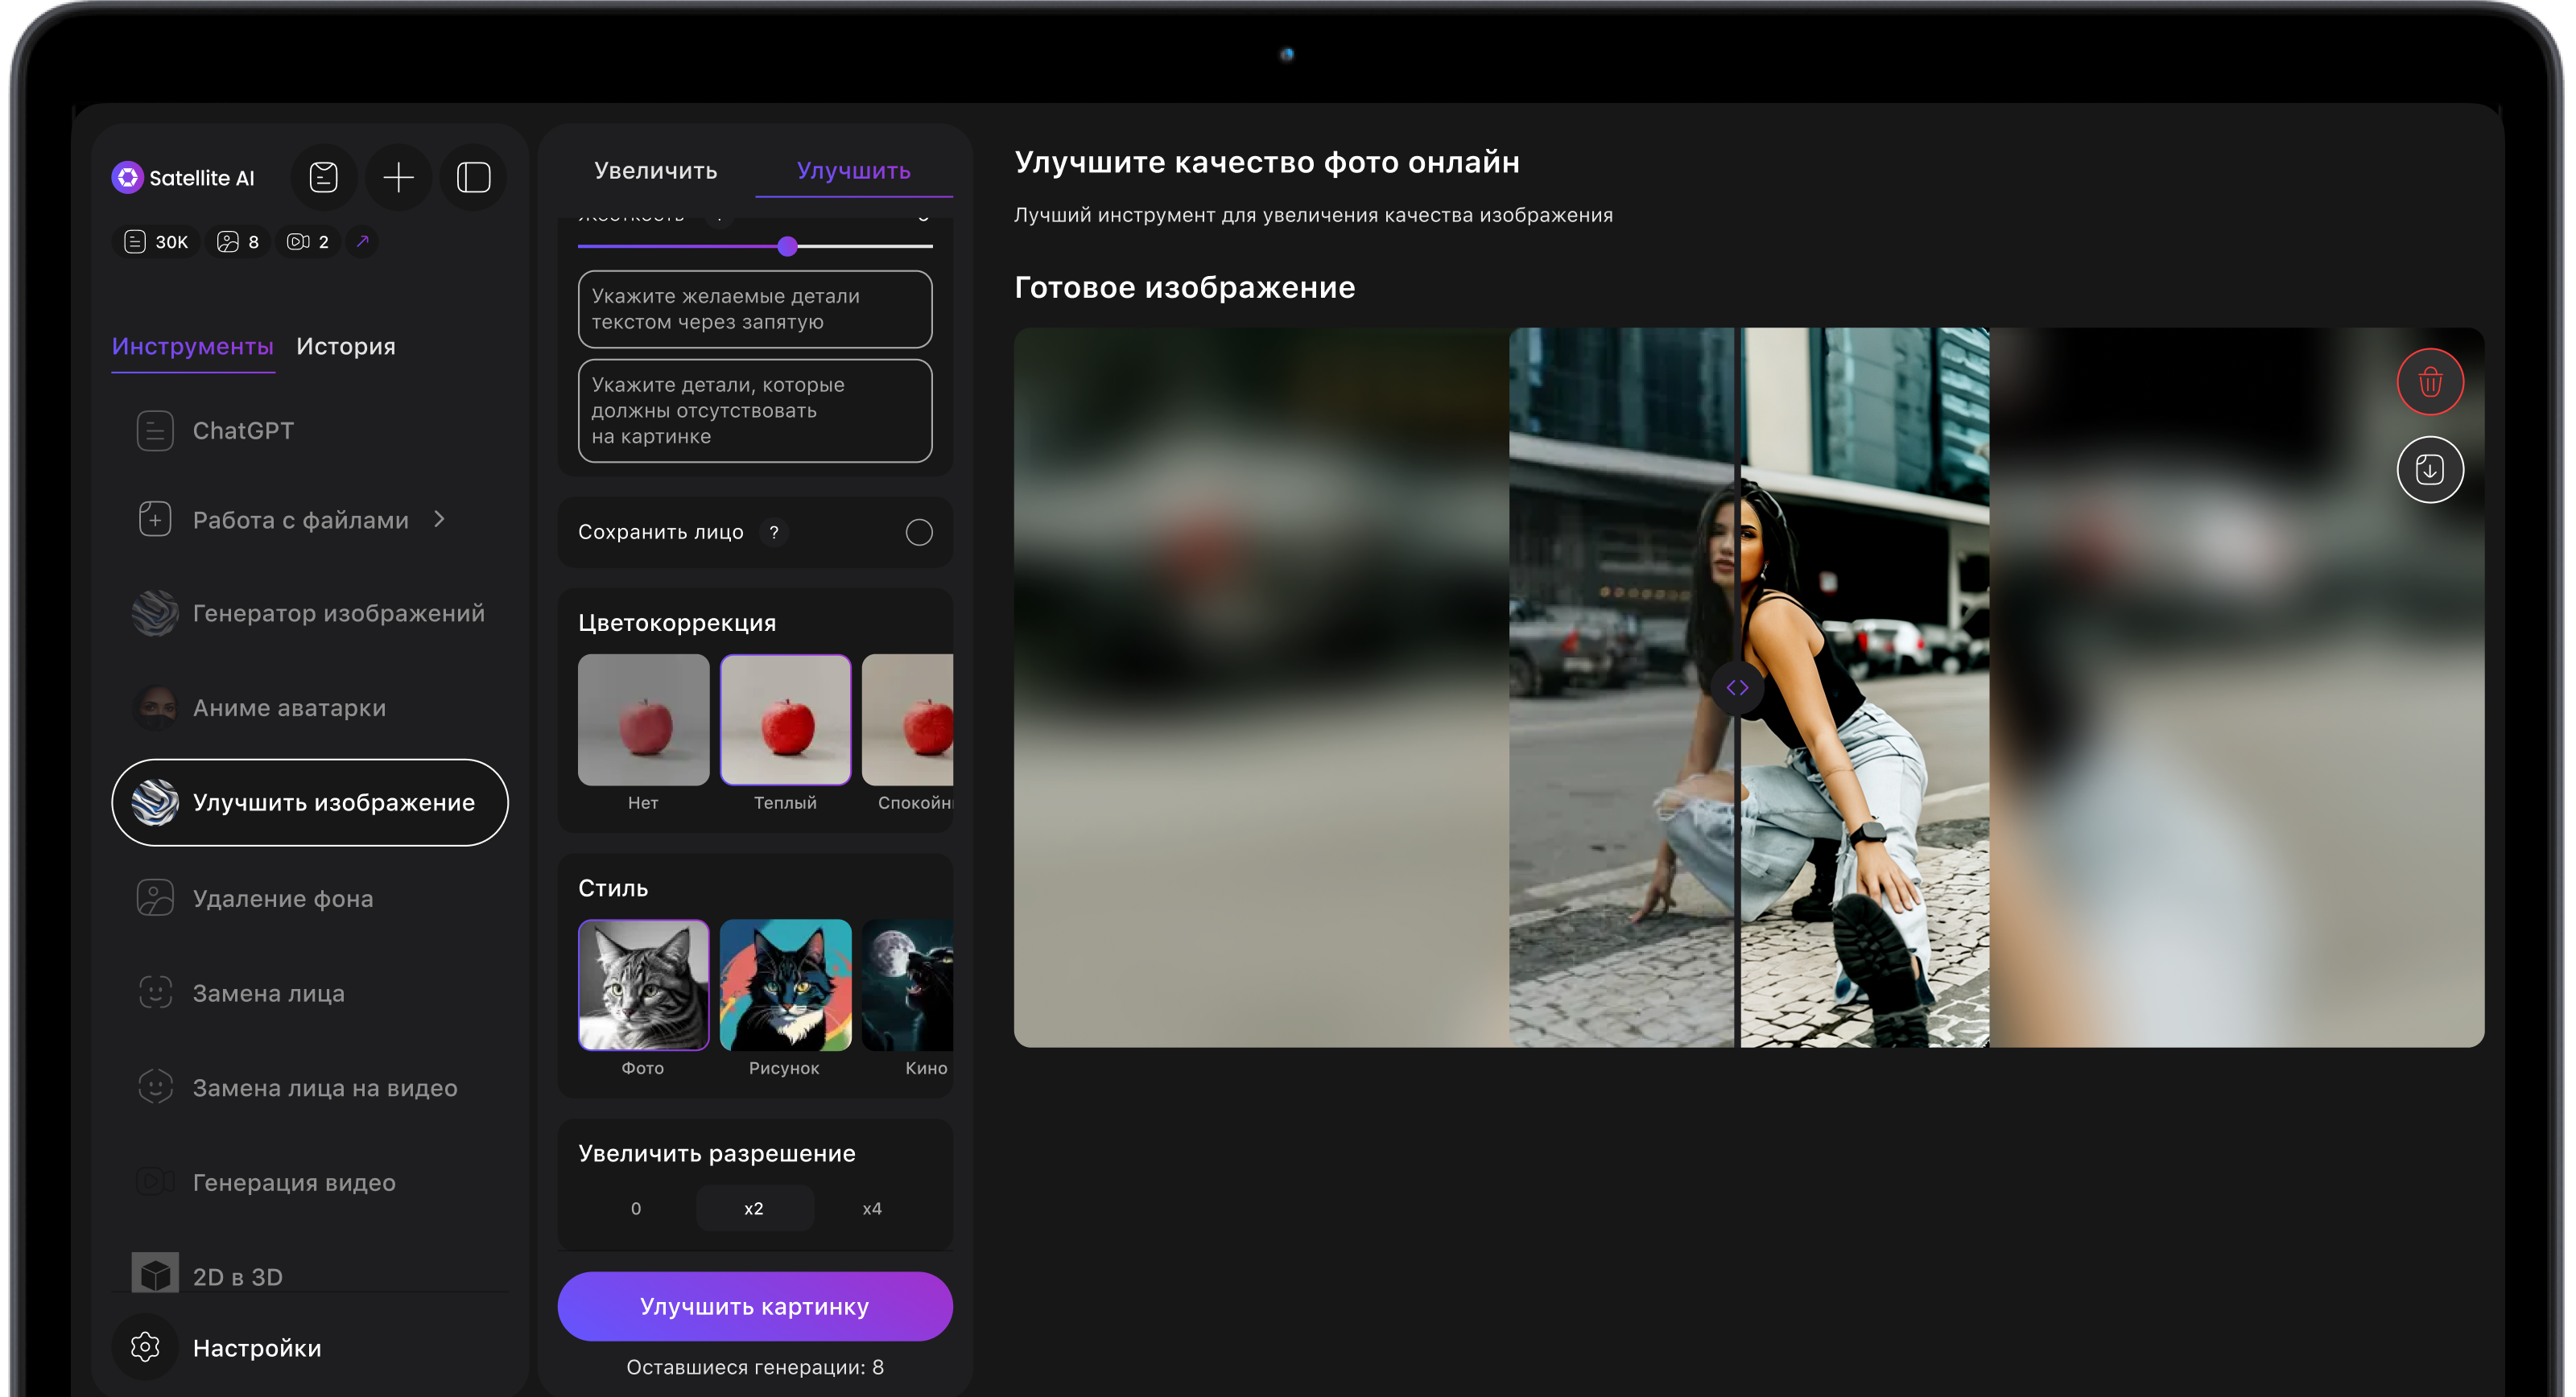 Satellite AI
30K
8
2
Инструменты
История
ChatGPT
Работа с файлами
Генератор изображений
Аниме аватарки
Улучшить изображение
Удаление фона
Замена лица
Замена лица на видео
Генерация видео
2D в 3D
Настройки
Увеличить
Улучшить
Укажите желаемые детали
текстом через запятую
Укажите детали, которые
должны отсутствовать
на картинке
Сохранить лицо ?
Цветокоррекция
Нет
Теплый
Стиль
Фото
Рисунок
Кино
Увеличить разрешение
0
x2
x4
Улучшить картинку
Оставшиеся генерации: 8
Улучшите качество фото онлайн
Лучший инструмент для увеличения качества изображения
Готовое изображение